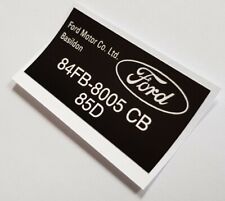 Ford Motor Co. Ltd.
Basildon
Ford
84FB-8005 CB
85D